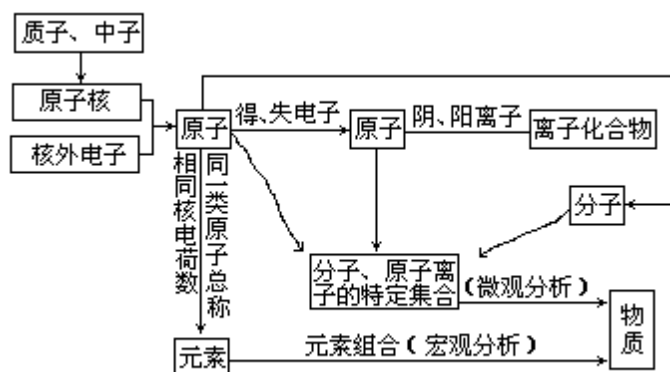 质子、中子
原子核
核外电子
原子
得、失电子
原子
阴、阳离子
离子化合物
相同核电荷数
同一类原子总称
分子
分子、原子离
子的特定集合
(微观分析)
物质
元素
元素组合(宏观分析)